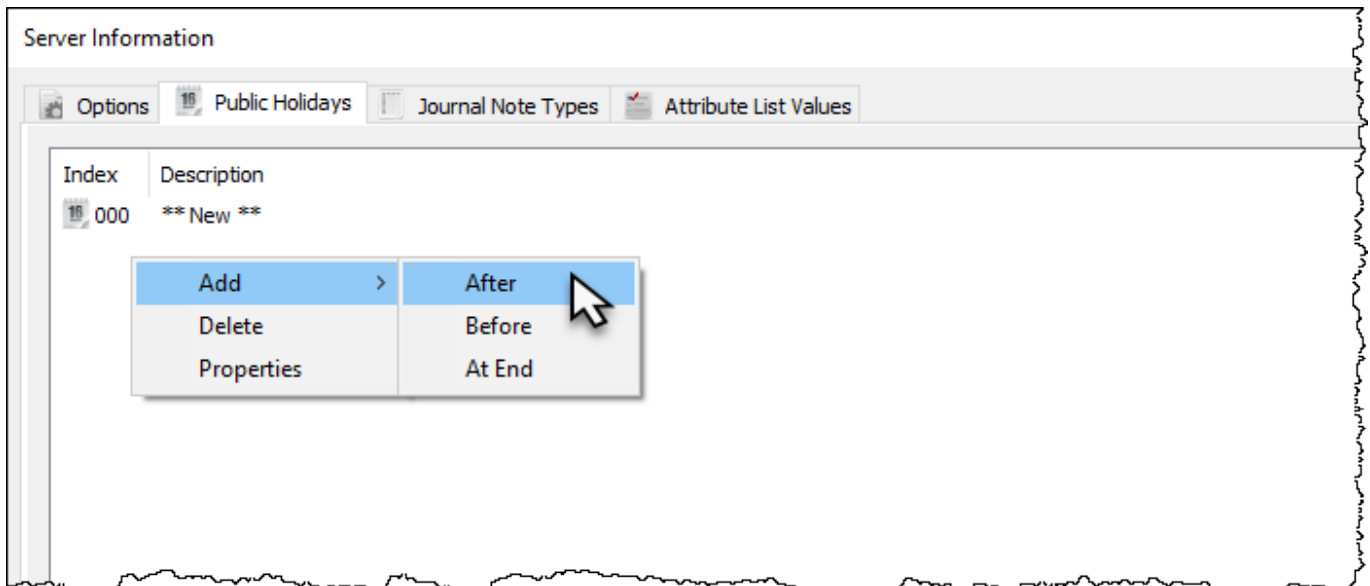 Server Information
Options Public Holidays Journal Note Types Attribute List Values
Index Description
16 000 ** New **
Add > After
Delete Before
Properties At End